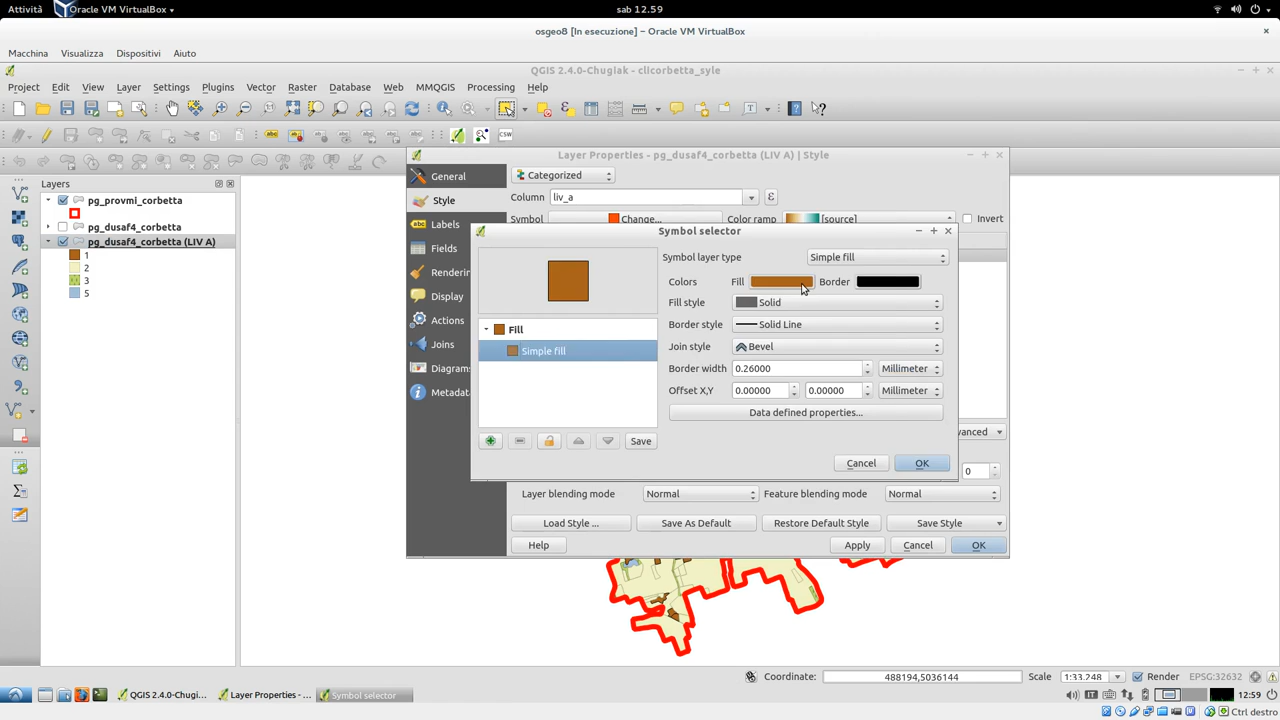 Attività
Oracle VM VirtualBox
sab 12.59
osgeo8 [In esecuzione] – Oracle VM VirtualBox
Macchina Visualizza Dispositivi Aiuto
QGIS 2.4.0-Chugiak - clicorbetta_syle
Project Edit View Layer Settings Plugins Vector Raster Database Web MMQGIS Processing Help
CSW
Layers
pg_provmi_corbetta
pg_dusaf4_corbetta
pg_dusaf4_corbetta (LIV A)
1
2
3
5
Layer Properties - pg_dusaf4_corbetta (LIV A) | Style
General
Style
Labels
Fields
Renderin
Display
Actions
Joins
Diagrams
Metadat
Categorized
Column liv_a
Symbol Change... Color ramp [source] Invert
Symbol selector
Symbol layer type Simple fill
Colors Fill Border
Fill style Solid
Border style Solid Line
Join style Bevel
Border width 0.26000 Millimeter
Offset X,Y 0.00000 0.00000 Millimeter
Data defined properties...
Fill
Simple fill
Save
Cancel OK
vanced
0
Layer blending mode Normal Feature blending mode Normal
Load Style ... Save As Default Restore Default Style Save Style
Help Apply Cancel OK
Coordinate: 488194,5036144 Scale 1:33.248 Render EPSG:32632
QGIS 2.4.0-Chugi... Layer Properties - ... Symbol selector
IT 12:59
Ctrl destro